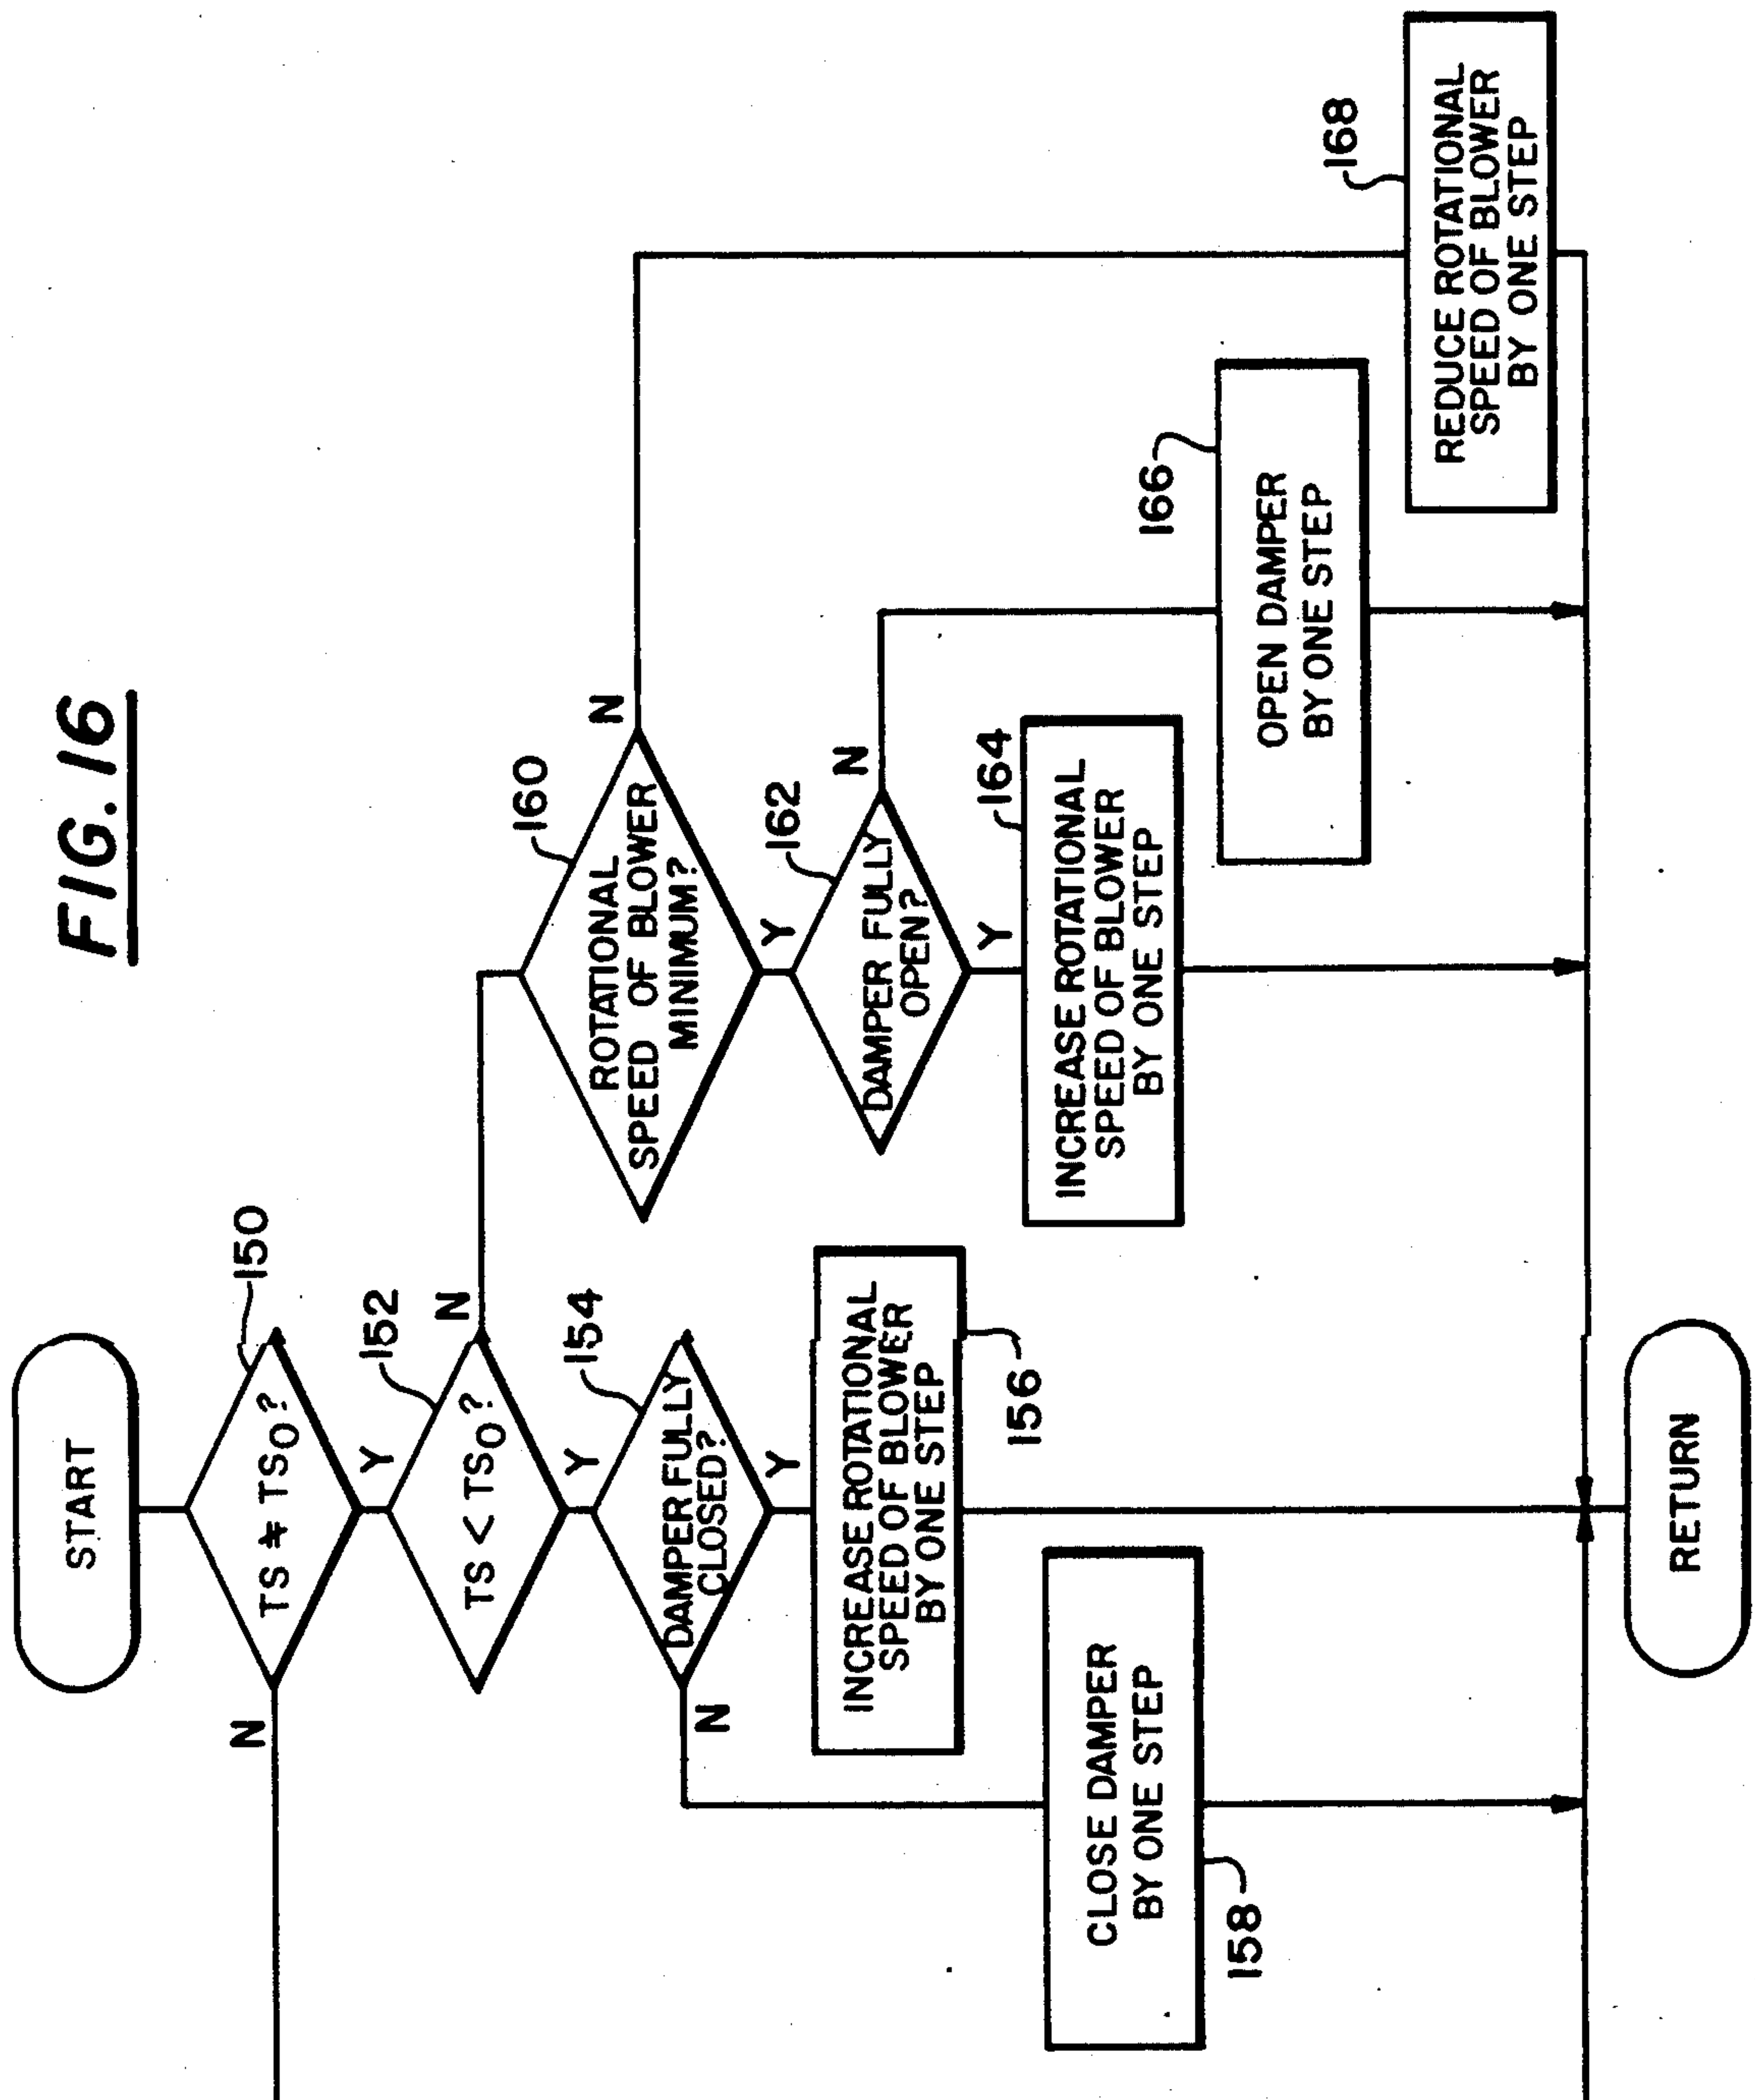 FIG. 16
START
TS ≠ TS0?
150
N
Y
TS < TS0?
152
N
Y
DAMPER FULLY
CLOSED?
154
N
Y
INCREASE ROTATIONAL
SPEED OF BLOWER
BY ONE STEP
156
CLOSE DAMPER
BY ONE STEP
158
ROTATIONAL
SPEED OF BLOWER
MINIMUM?
160
N
Y
DAMPER FULLY
OPEN?
162
N
Y
INCREASE ROTATIONAL
SPEED OF BLOWER
BY ONE STEP
164
OPEN DAMPER
BY ONE STEP
166
REDUCE ROTATIONAL
SPEED OF BLOWER
BY ONE STEP
168
RETURN